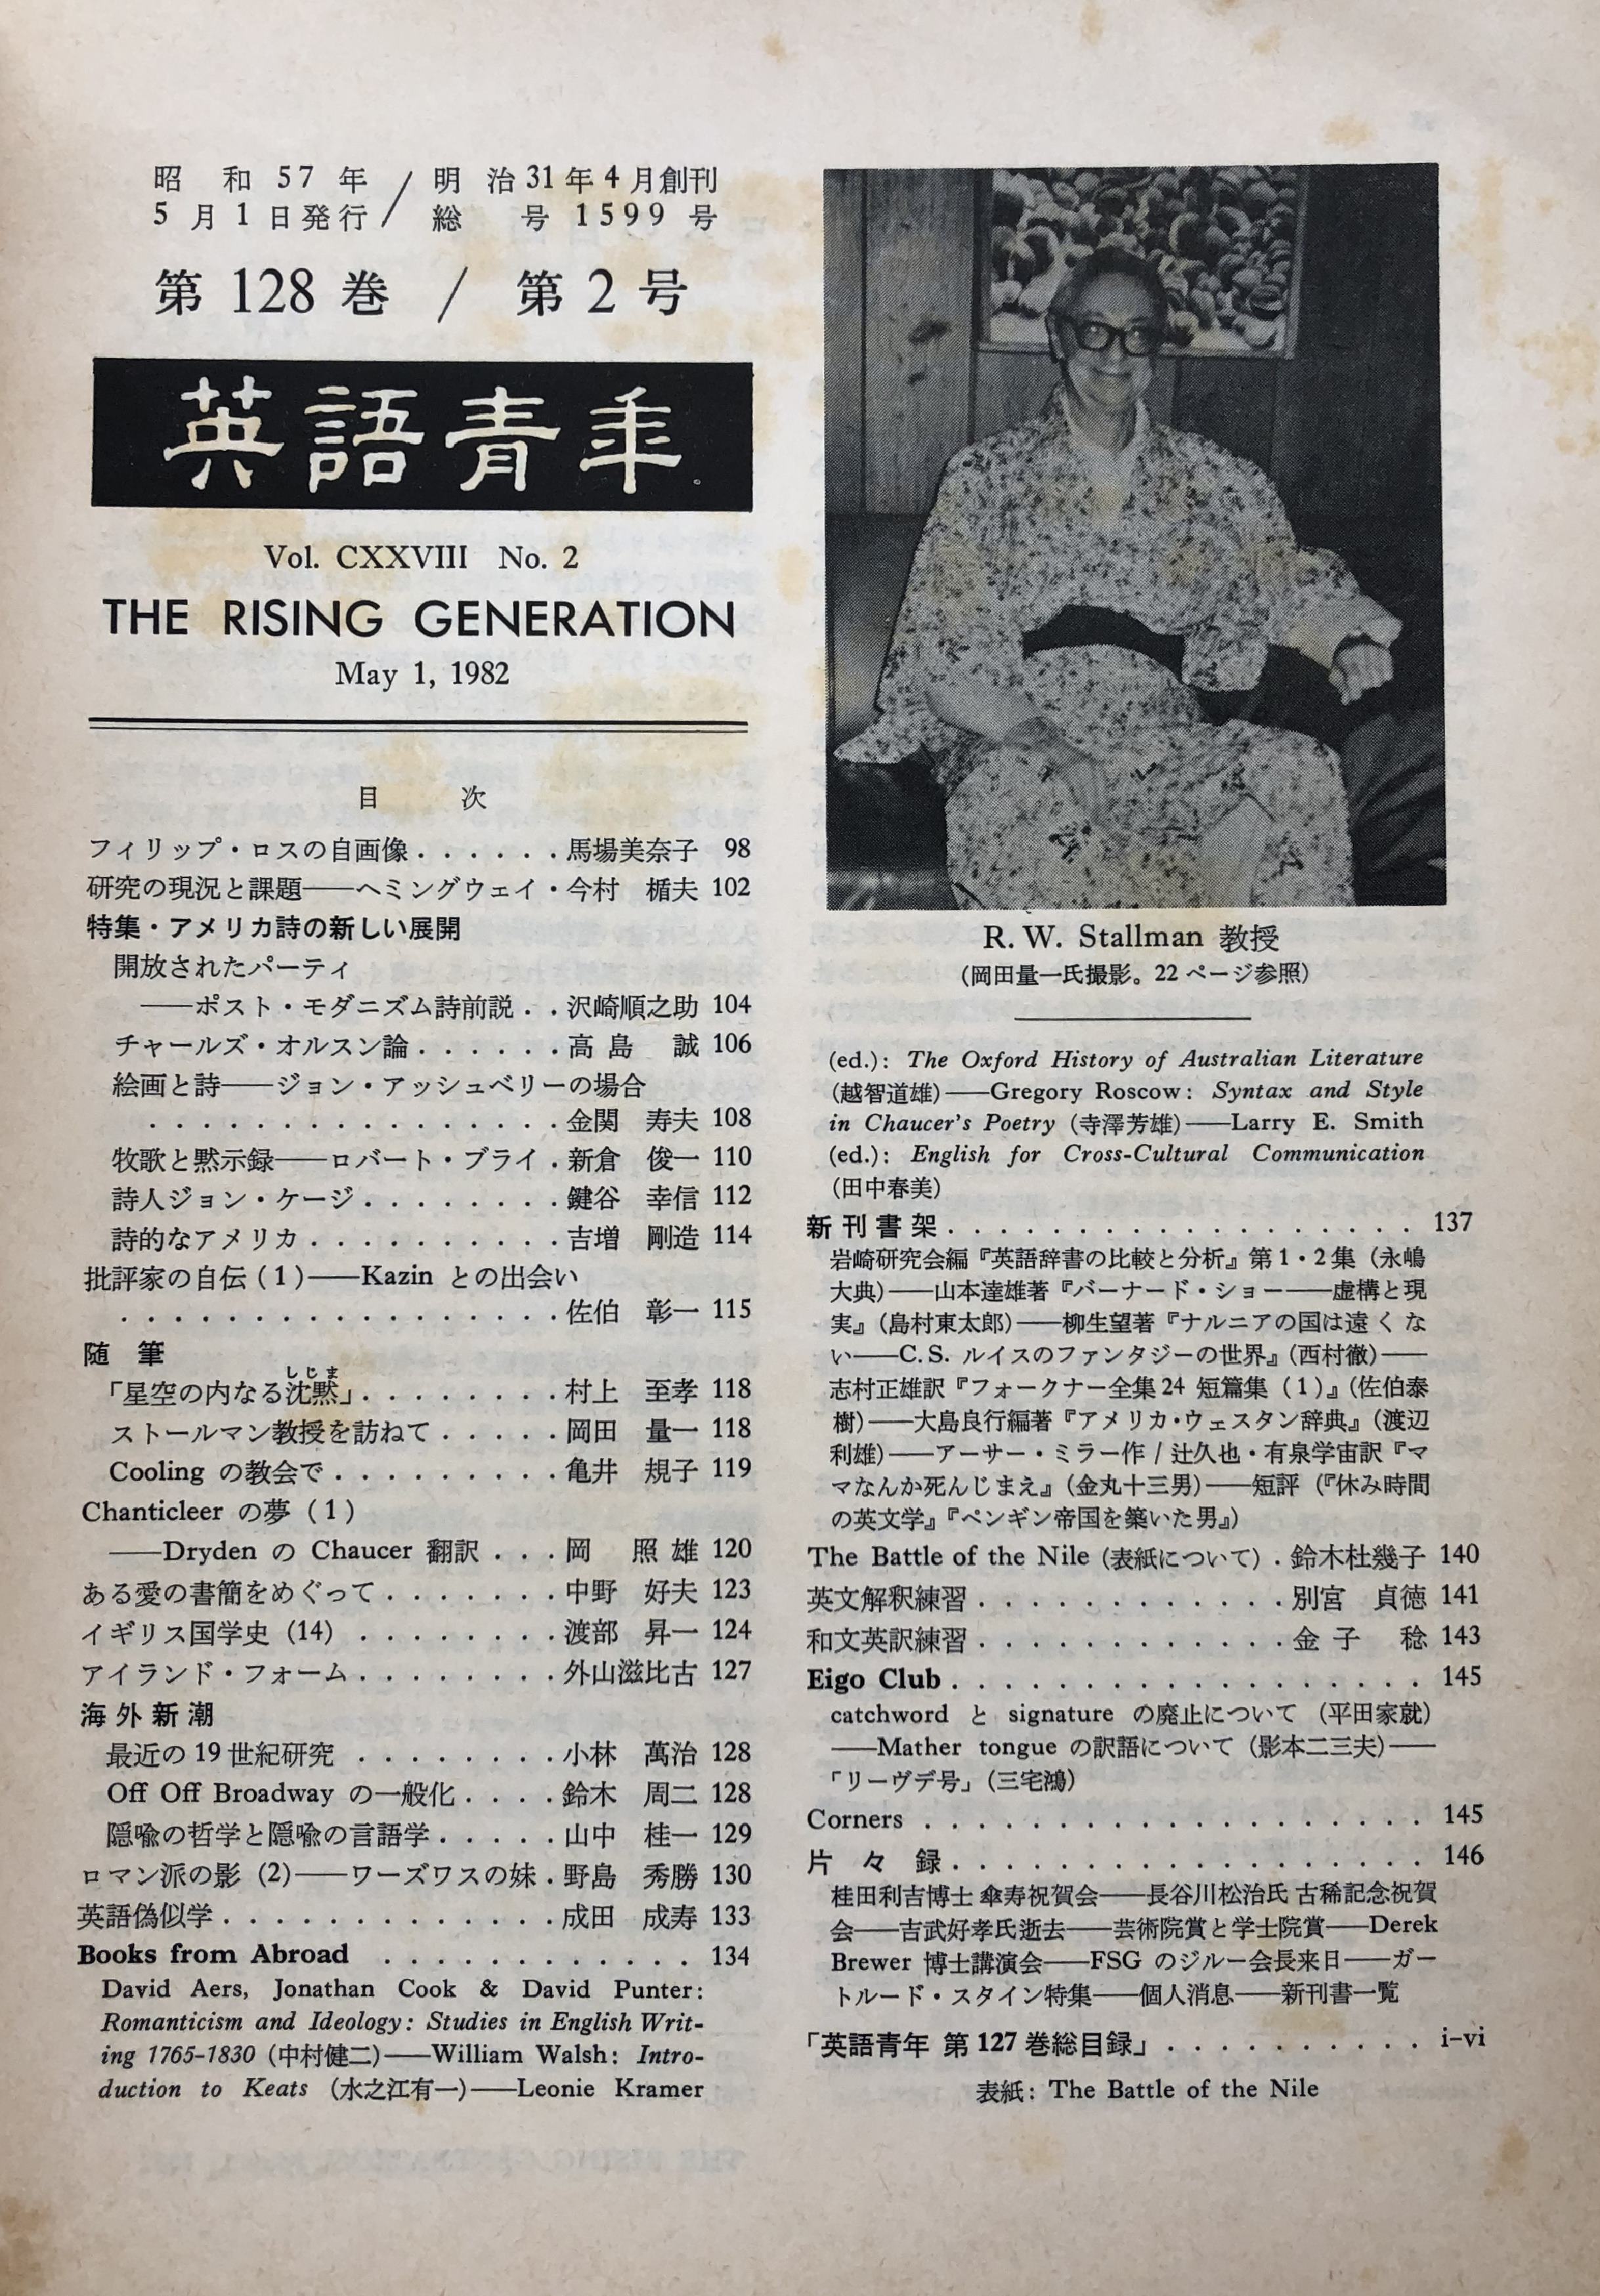 昭和57年 / 明治31年4月創刊
5月1日発行 / 総号1599号
第128巻 / 第2号
英語青年
Vol. CXXVIII No. 2
THE RISING GENERATION
May 1, 1982
目 次
フィリップ・ロスの自画像......馬場美奈子 98
研究の現況と課題――ヘミングウェイ・今村 楯夫 102
特集・アメリカ詩の新しい展開
開放されたパーティ
――ポスト・モダニズム詩前説..沢崎順之助 104
チャールズ・オルスン論......高島 誠 106
絵画と詩――ジョン・アッシュベリーの場合
................金関 寿夫 108
牧歌と黙示録――ロバート・ブライ.新倉 俊一 110
詩人ジョン・ケージ........鍵谷 幸信 112
詩的なアメリカ..........吉増 剛造 114
批評家の自伝(1)――Kazin との出会い
.................佐伯 彰一 115
随 筆
しじま
「星空の内なる沈黙」........村上 至孝 118
ストールマン教授を訪ねて.....岡田 量一 118
Cooling の教会で.........亀井 規子 119
Chanticleer の夢(1)
――Dryden の Chaucer 翻訳...岡 照雄 120
ある愛の書簡をめぐって.......中野 好夫 123
イギリス国学史(14)........渡部 昇一 124
アイランド・フォーム........外山滋比古 127
海外新潮
最近の19世紀研究........小林 萬治 128
Off Off Broadway の一般化....鈴木 周二 128
隠喩の哲学と隠喩の言語学.....山中 桂一 129
ロマン派の影(2)――ワーズワスの妹.野島 秀勝 130
英語偽似学.............成田 成寿 133
Books from Abroad ............ 134
David Aers, Jonathan Cook & David Punter:
Romanticism and Ideology: Studies in English Writ-
ing 1765-1830 (中村健二)――William Walsh: Intro-
duction to Keats (水之江有一)――Leonie Kramer
R. W. Stallman 教授
(岡田量一氏撮影。22ページ参照)
(ed.): The Oxford History of Australian Literature
(越智道雄)――Gregory Roscow: Syntax and Style
in Chaucer's Poetry (寺澤芳雄)――Larry E. Smith
(ed.): English for Cross-Cultural Communication
(田中春美)
新刊書架.................. 137
岩崎研究会編『英語辞書の比較と分析』第1・2集(永嶋
大典)――山本達雄著『バーナード・ショー――虚構と現
実』(島村東太郎)――柳生望著『ナルニアの国は遠くな
い――C.S. ルイスのファンタジーの世界』(西村徹)――
志村正雄訳『フォークナー全集24 短篇集(1)』(佐伯泰
樹)――大島良行編著『アメリカ・ウェスタン辞典』(渡辺
利雄)――アーサー・ミラー作 / 辻久也・有泉学宙訳『マ
マなんか死んじまえ』(金丸十三男)――短評(『休み時間
の英文学』『ペンギン帝国を築いた男』)
The Battle of the Nile (表紙について).鈴木杜幾子 140
英文解釈練習............別宮 貞徳 141
和文英訳練習............金子 稔 143
Eigo Club .................. 145
catchword と signature の廃止について (平田家就)
――Mather tongue の訳語について (影本二三夫)――
「リーヴデ号」(三宅鴻)
Corners ................... 145
片々録.................. 146
桂田利吉博士傘寿祝賀会――長谷川松治氏古稀記念祝賀
会――吉武好孝氏逝去――芸術院賞と学士院賞――Derek
Brewer 博士講演会――FSG のジルー会長来日――ガー
トルード・スタイン特集――個人消息――新刊書一覧
「英語青年 第127巻総目録」.......... i-vi
表紙: The Battle of the Nile